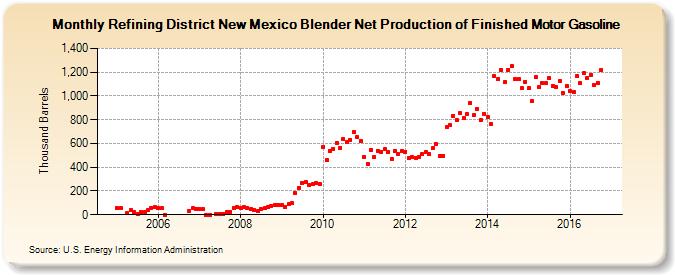 Monthly Refining District New Mexico Blender Net Production of Finished Motor Gasoline
Thousand Barrels
1,400
1,200
1,000
800
600
400
200
0
2006 2008 2010 2012 2014 2016
Source: U.S. Energy Information Administration